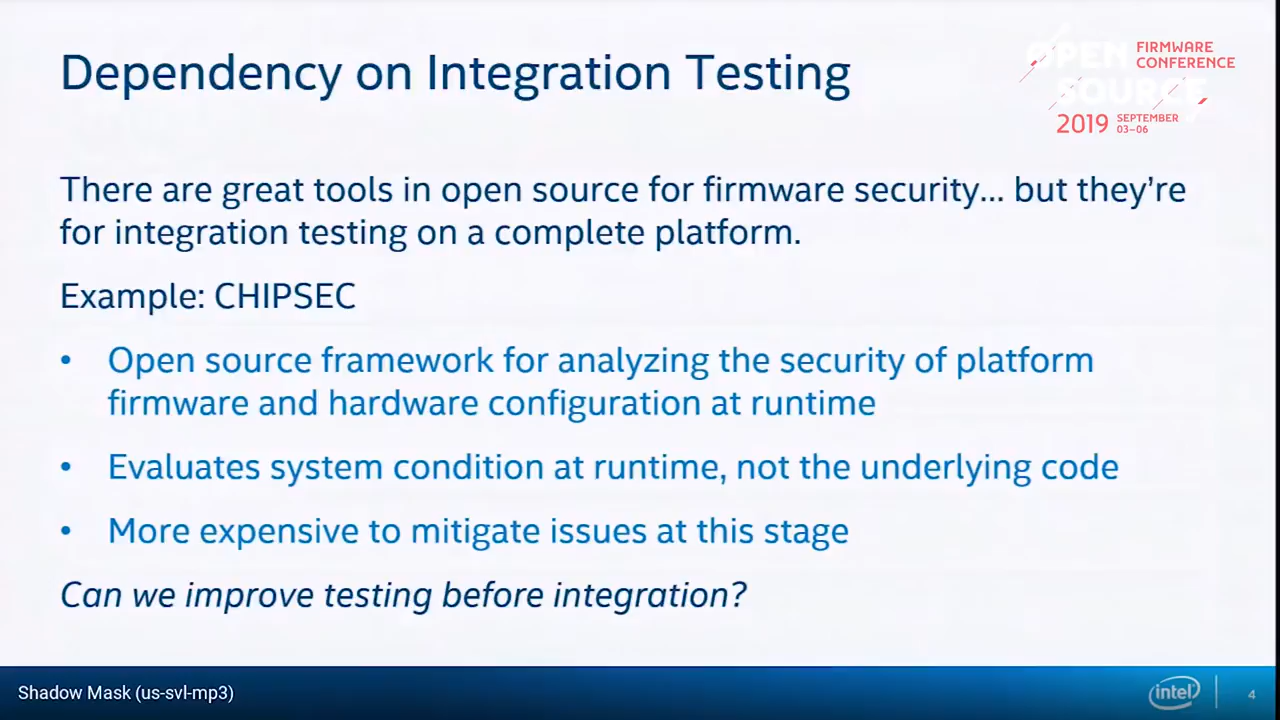 Dependency on Integration Testing
OPEN
SOURCE
FIRMWARE
CONFERENCE
2019
SEPTEMBER
03–06
There are great tools in open source for firmware security... but they’re
for integration testing on a complete platform.
Example: CHIPSEC
• Open source framework for analyzing the security of platform
firmware and hardware configuration at runtime
• Evaluates system condition at runtime, not the underlying code
• More expensive to mitigate issues at this stage
Can we improve testing before integration?
Shadow Mask (us-svl-mp3)
intel
4